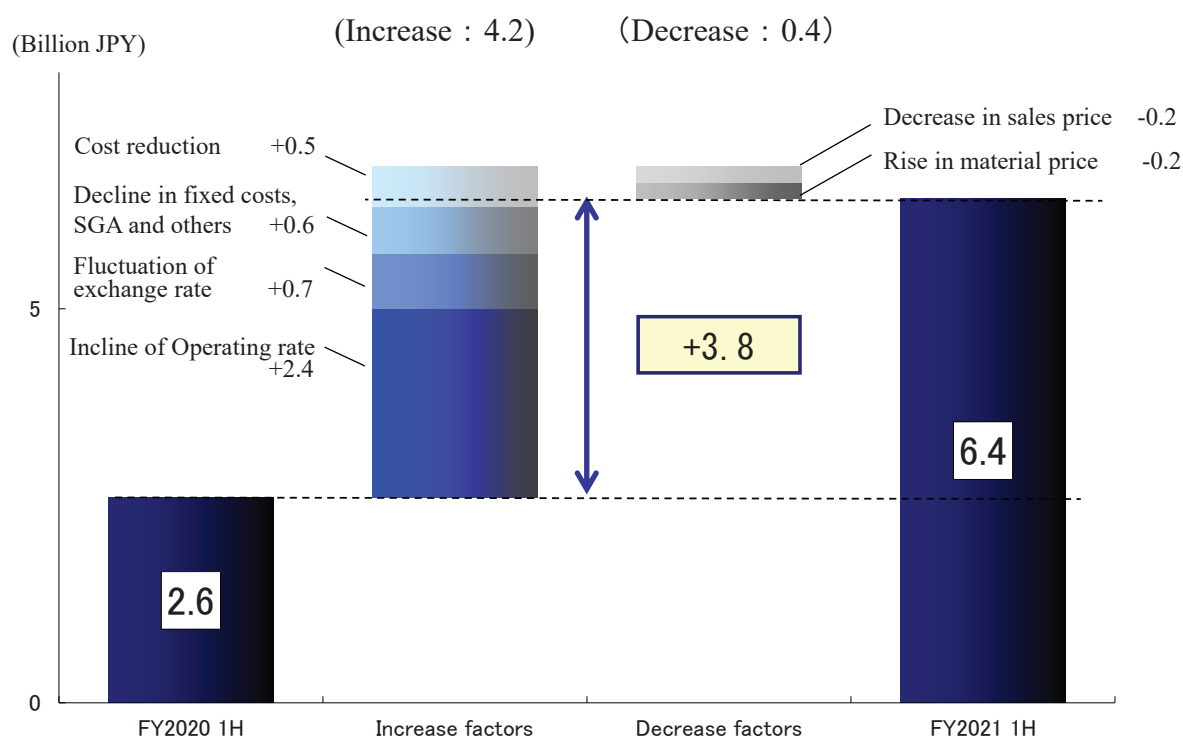 (Increase：4.2)
（Decrease：0.4）
(Billion JPY)
Cost reduction +0.5
Decline in fixed costs,
SGA and others +0.6
Fluctuation of
exchange rate +0.7
Incline of Operating rate
+2.4
Decrease in sales price -0.2
Rise in material price -0.2
5
+3.8
6.4
2.6
0
FY2020 1H
Increase factors
Decrease factors
FY2021 1H